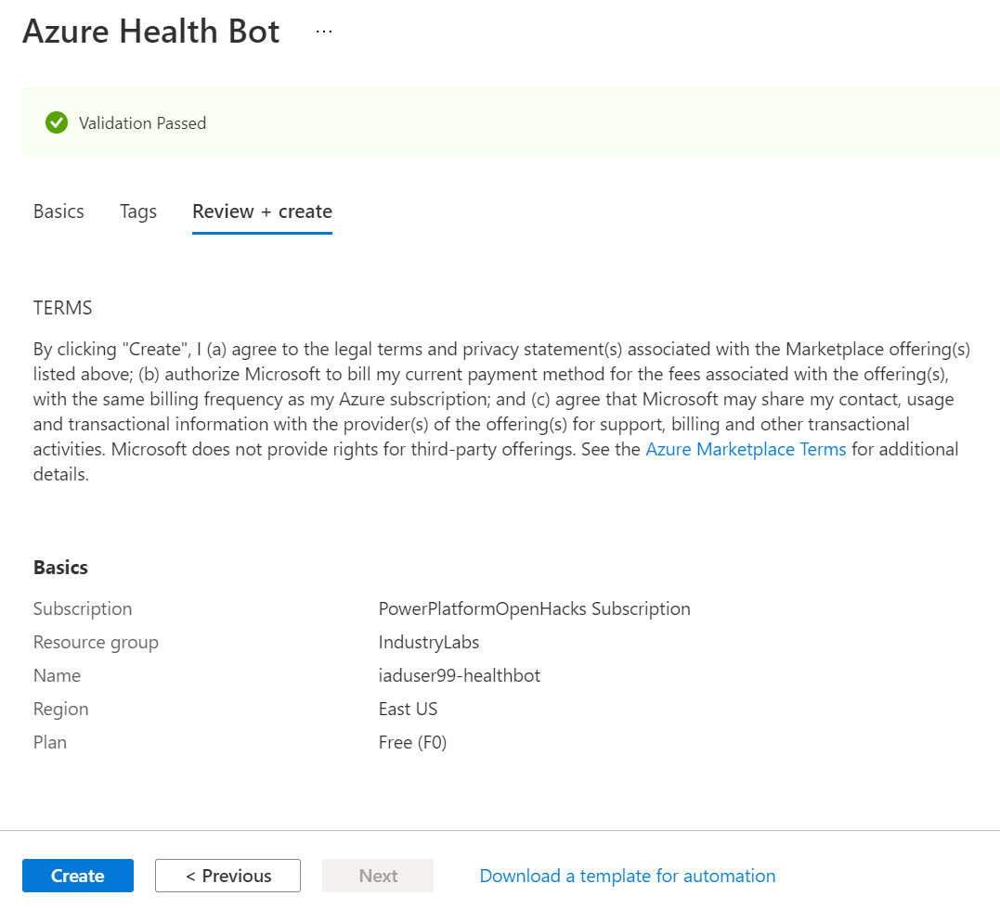 Azure Health Bot ...
Validation Passed
Basics Tags Review + create
TERMS
By clicking "Create", I (a) agree to the legal terms and privacy statement(s) associated with the Marketplace offering(s)
listed above; (b) authorize Microsoft to bill my current payment method for the fees associated with the offering(s),
with the same billing frequency as my Azure subscription; and (c) agree that Microsoft may share my contact, usage
and transactional information with the provider(s) of the offering(s) for support, billing and other transactional
activities. Microsoft does not provide rights for third-party offerings. See the Azure Marketplace Terms for additional
details.
Basics
Subscription PowerPlatformOpenHacks Subscription
Resource group IndustryLabs
Name iaduser99-healthbot
Region East US
Plan Free (F0)
Create < Previous Next Download a template for automation